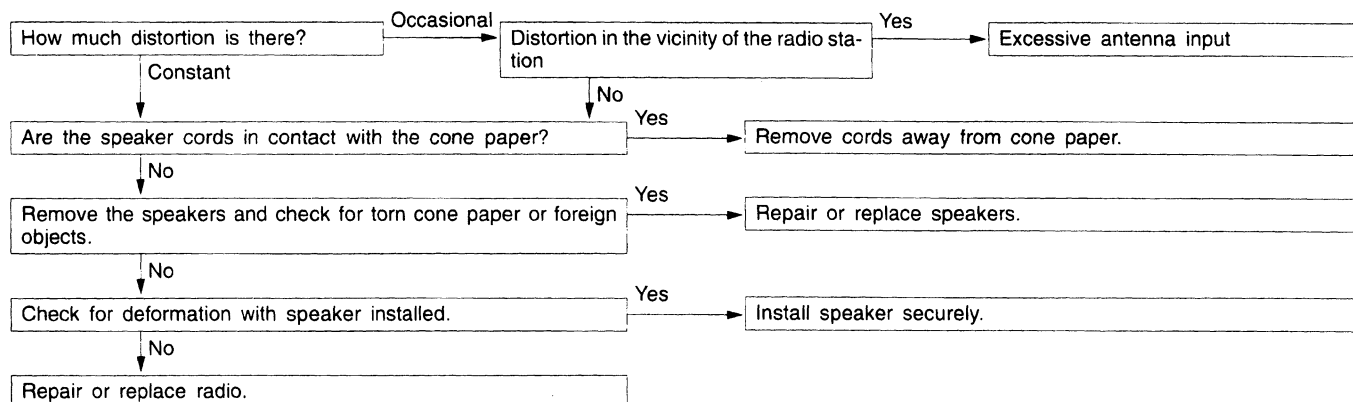 Occasional
Yes
How much distortion is there?
Distortion in the vicinity of the radio sta-
tion
Excessive antenna input
Constant
No
Yes
Are the speaker cords in contact with the cone paper?
Remove cords away from cone paper.
No
Yes
Remove the speakers and check for torn cone paper or foreign
objects.
Repair or replace speakers.
No
Yes
Check for deformation with speaker installed.
Install speaker securely.
No
Repair or replace radio.